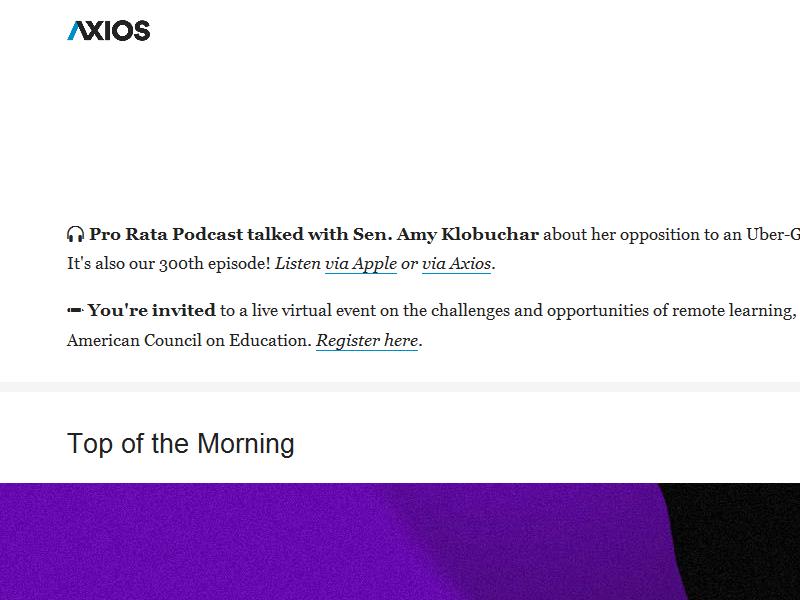 AXIOS
Pro Rata Podcast talked with Sen. Amy Klobuchar about her opposition to an Uber-G
It's also our 300th episode! Listen via Apple or via Axios.
You're invited to a live virtual event on the challenges and opportunities of remote learning,
American Council on Education. Register here.
Top of the Morning